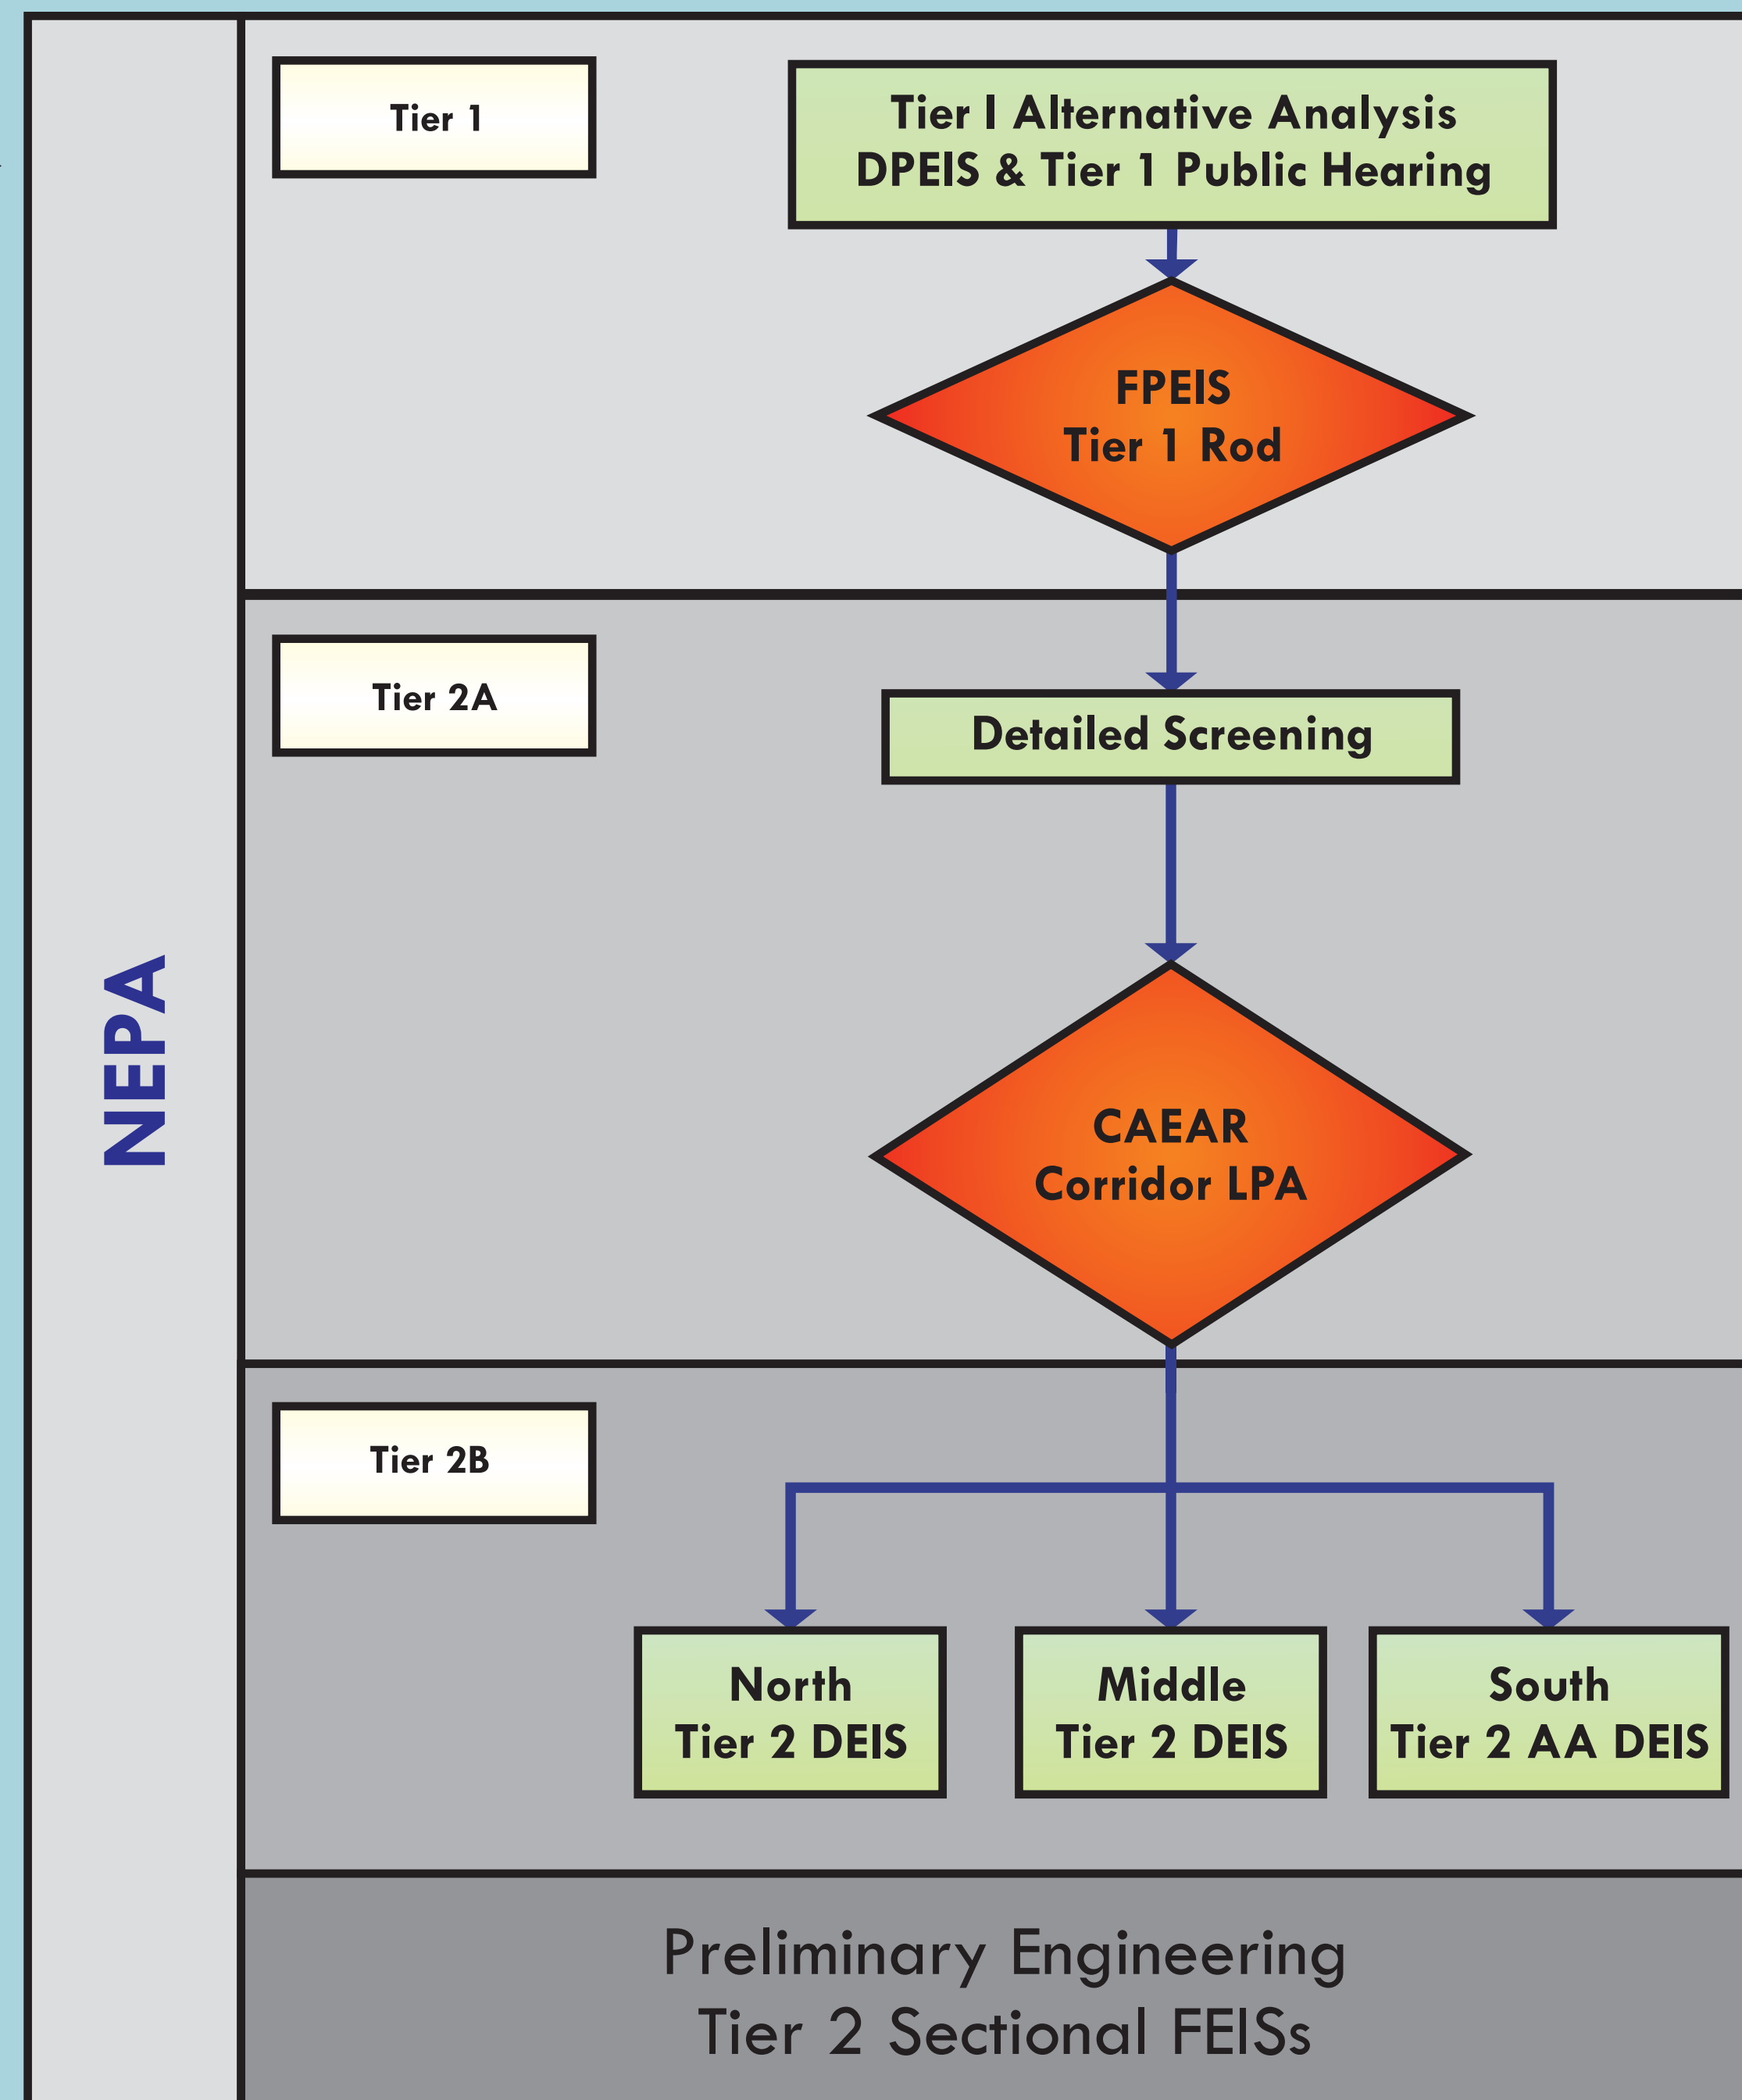 NEPA
Tier 1
Tier I Alternative Analysis
DPEIS & Tier 1 Public Hearing
FPEIS
Tier 1 Rod
Tier 2A
Detailed Screening
CAEAR
Corridor LPA
Tier 2B
North
Tier 2 DEIS
Middle
Tier 2 DEIS
South
Tier 2 AA DEIS
Preliminary Engineering
Tier 2 Sectional FEISs